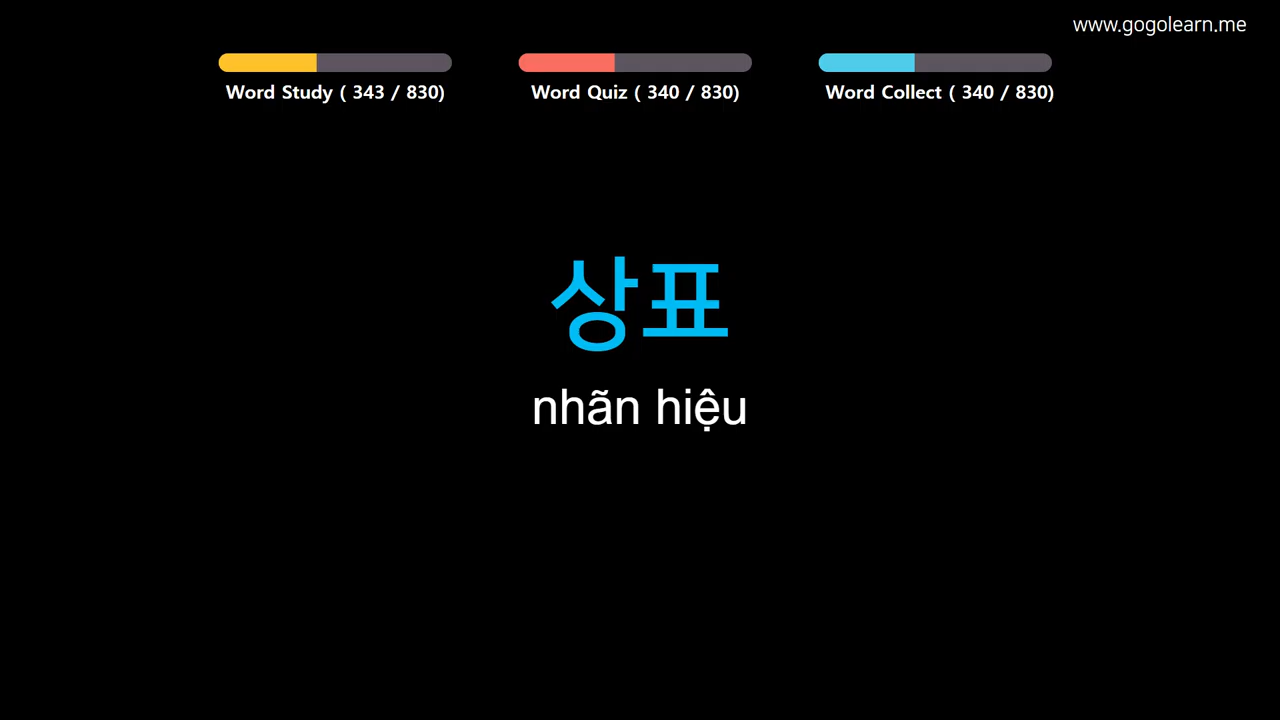 www.gogolearn.me
Word Study ( 343 / 830)
Word Quiz ( 340 / 830)
Word Collect ( 340 / 830)
상표
nhãn hiệu